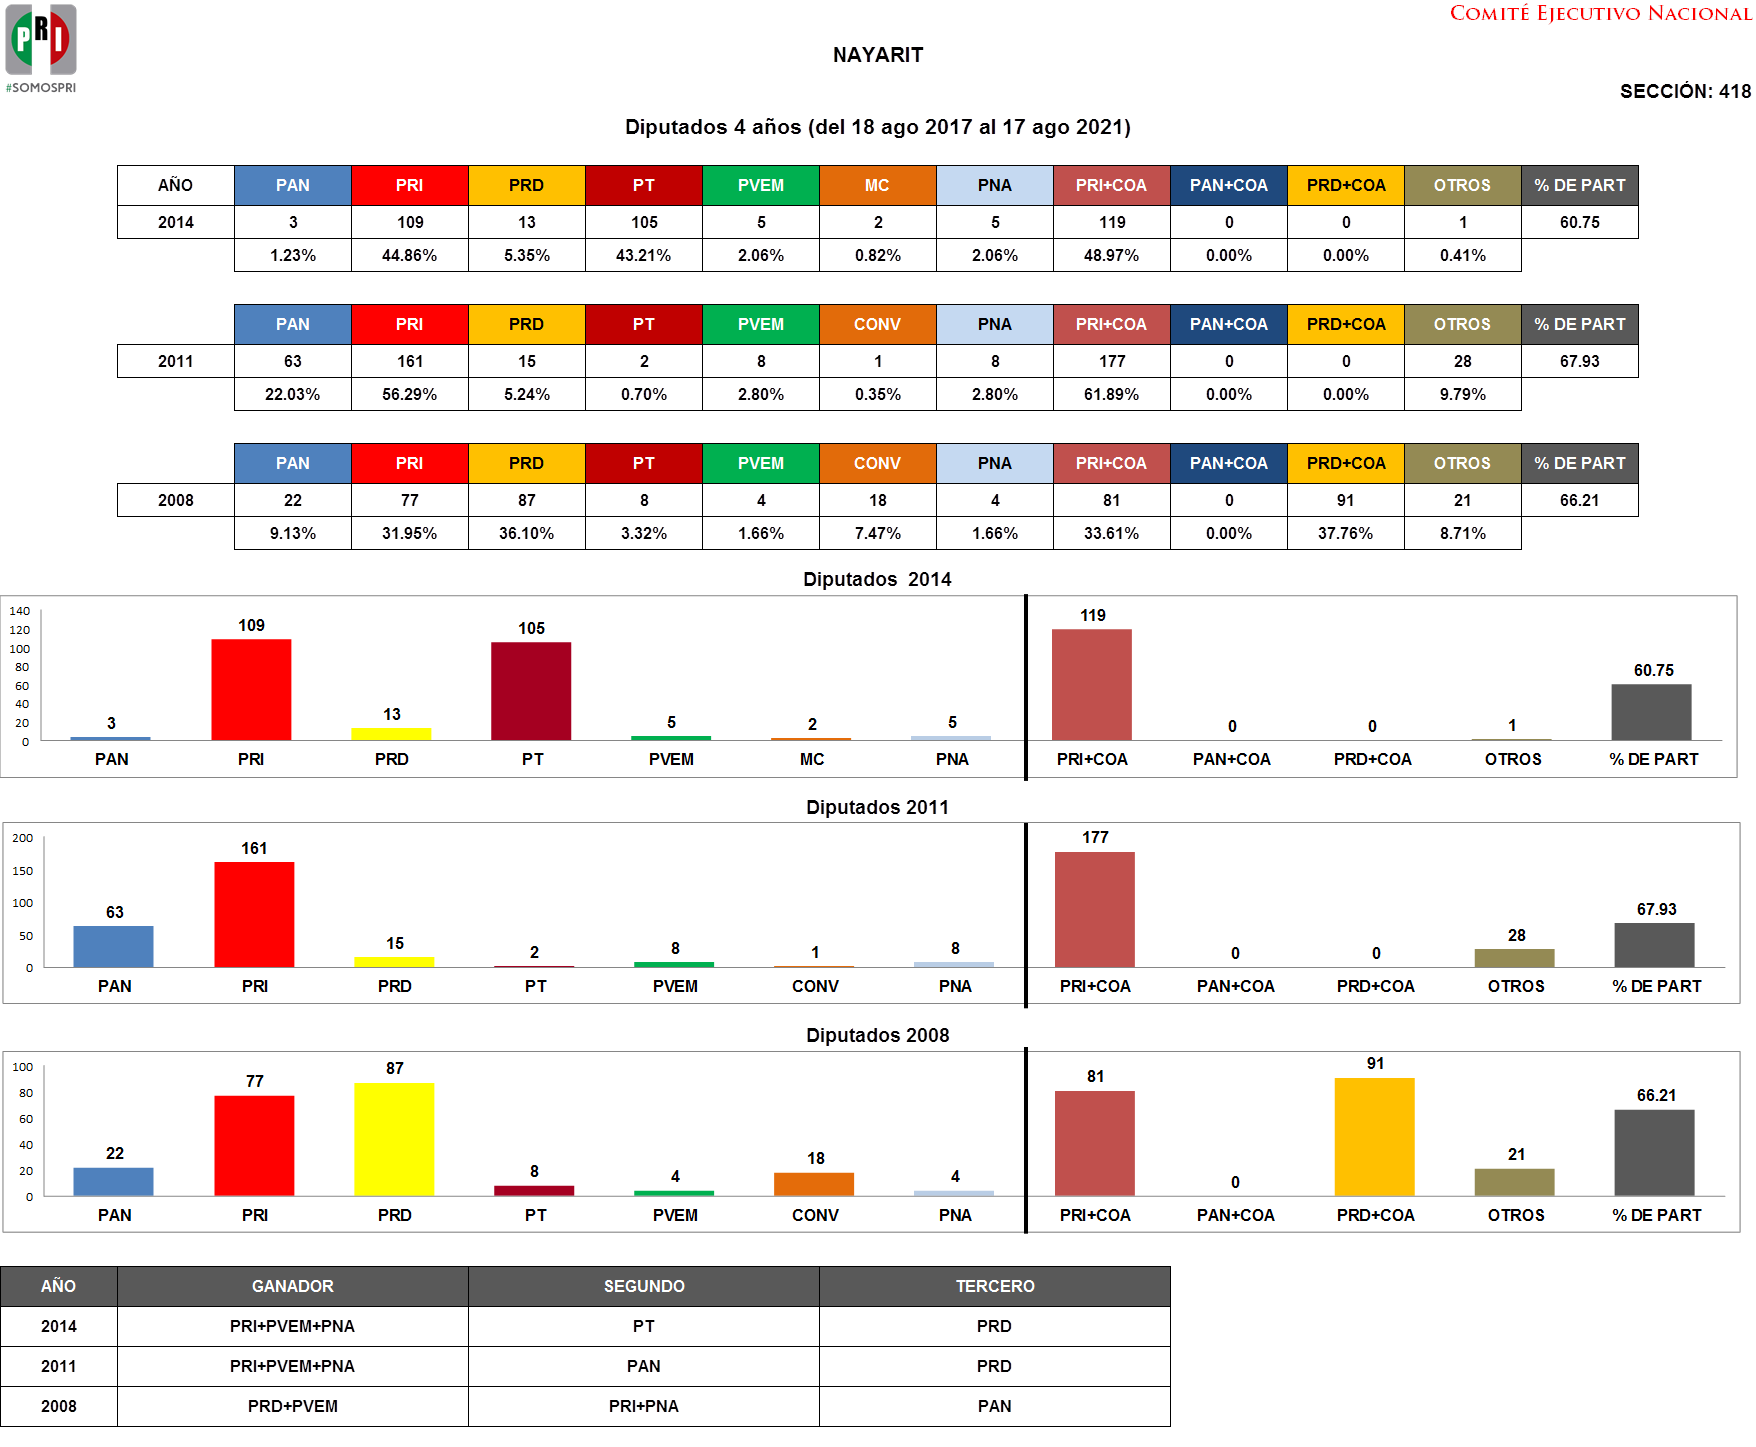 PRI
#SOMOSPRI
COMITÉ EJECUTIVO NACIONAL
NAYARIT
SECCIÓN: 418
Diputados 4 años (del 18 ago 2017 al 17 ago 2021)
AÑO PAN PRI PRD PT PVEM MC PNA PRI+COA PAN+COA PRD+COA OTROS % DE PART
2014 3 109 13 105 5 2 5 119 0 0 1 60.75
1.23% 44.86% 5.35% 43.21% 2.06% 0.82% 2.06% 48.97% 0.00% 0.00% 0.41%
PAN PRI PRD PT PVEM CONV PNA PRI+COA PAN+COA PRD+COA OTROS % DE PART
2011 63 161 15 2 8 1 8 177 0 0 28 67.93
22.03% 56.29% 5.24% 0.70% 2.80% 0.35% 2.80% 61.89% 0.00% 0.00% 9.79%
PAN PRI PRD PT PVEM CONV PNA PRI+COA PAN+COA PRD+COA OTROS % DE PART
2008 22 77 87 8 4 18 4 81 0 91 21 66.21
9.13% 31.95% 36.10% 3.32% 1.66% 7.47% 1.66% 33.61% 0.00% 37.76% 8.71%
Diputados 2014
140
120
100
80
60
40
20
0
3 109 13 105 5 2 5 119 0 0 1 60.75
PAN PRI PRD PT PVEM MC PNA PRI+COA PAN+COA PRD+COA OTROS % DE PART
Diputados 2011
200
150
100
50
0
63 161 15 2 8 1 8 177 0 0 28 67.93
PAN PRI PRD PT PVEM CONV PNA PRI+COA PAN+COA PRD+COA OTROS % DE PART
Diputados 2008
100
80
60
40
20
0
22 77 87 8 4 18 4 81 0 91 21 66.21
PAN PRI PRD PT PVEM CONV PNA PRI+COA PAN+COA PRD+COA OTROS % DE PART
AÑO GANADOR SEGUNDO TERCERO
2014 PRI+PVEM+PNA PT PRD
2011 PRI+PVEM+PNA PAN PRD
2008 PRD+PVEM PRI+PNA PAN